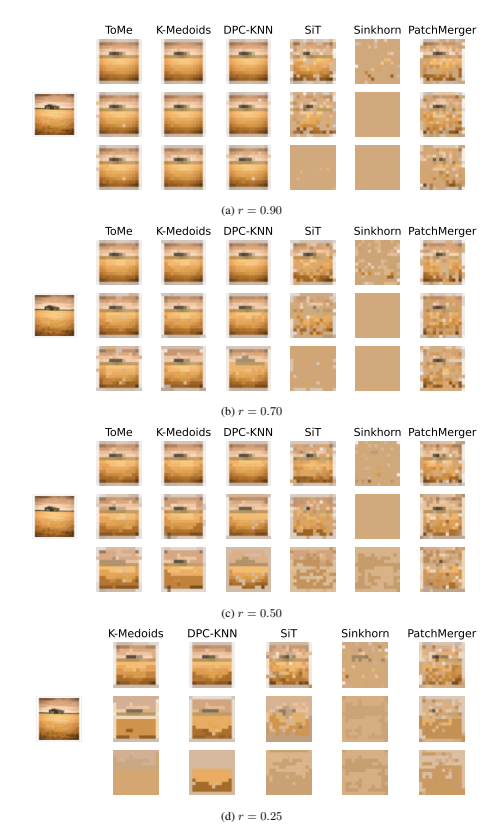 ToMe K-Medoids DPC-KNN SiT Sinkhorn PatchMerger
(a) r = 0.90
ToMe K-Medoids DPC-KNN SiT Sinkhorn PatchMerger
(b) r = 0.70
ToMe K-Medoids DPC-KNN SiT Sinkhorn PatchMerger
(c) r = 0.50
K-Medoids DPC-KNN SiT Sinkhorn PatchMerger
(d) r = 0.25